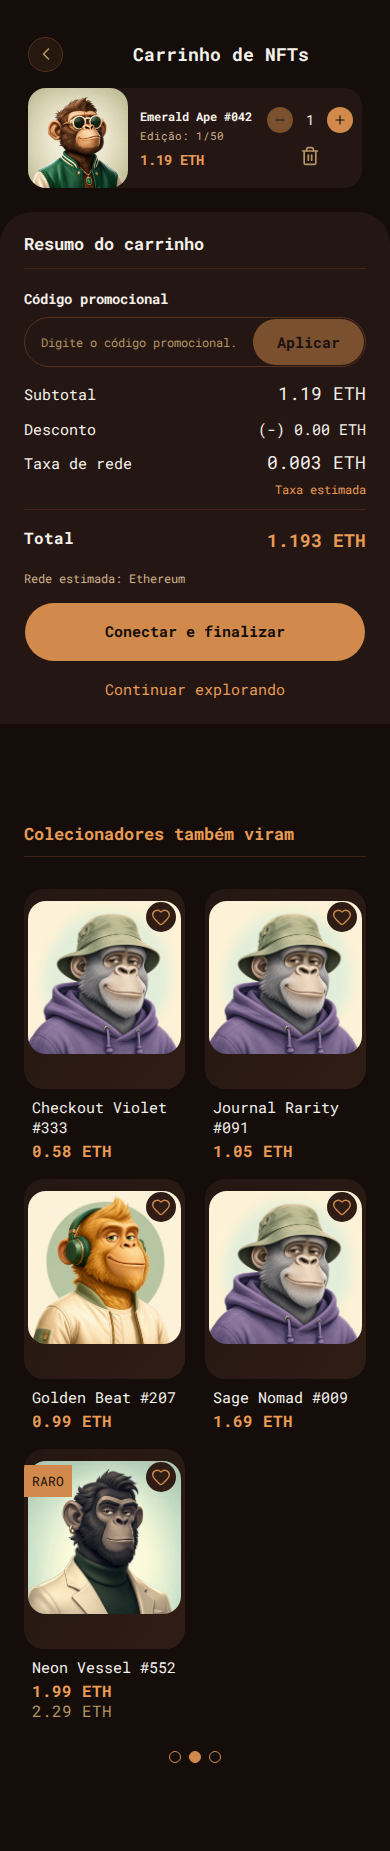 Carrinho de NFTs
Emerald Ape #042
Edição: 1/50
1.19 ETH
1
Resumo do carrinho
Código promocional
Digite o código promocional.
Aplicar
Subtotal 1.19 ETH
Desconto (-) 0.00 ETH
Taxa de rede 0.003 ETH
Taxa estimada
Total 1.193 ETH
Rede estimada: Ethereum
Conectar e finalizar
Continuar explorando
Colecionadores também viram
Checkout Violet
#333
0.58 ETH
Journal Rarity
#091
1.05 ETH
Golden Beat #207
0.99 ETH
Sage Nomad #009
1.69 ETH
RARO
Neon Vessel #552
1.99 ETH
2.29 ETH